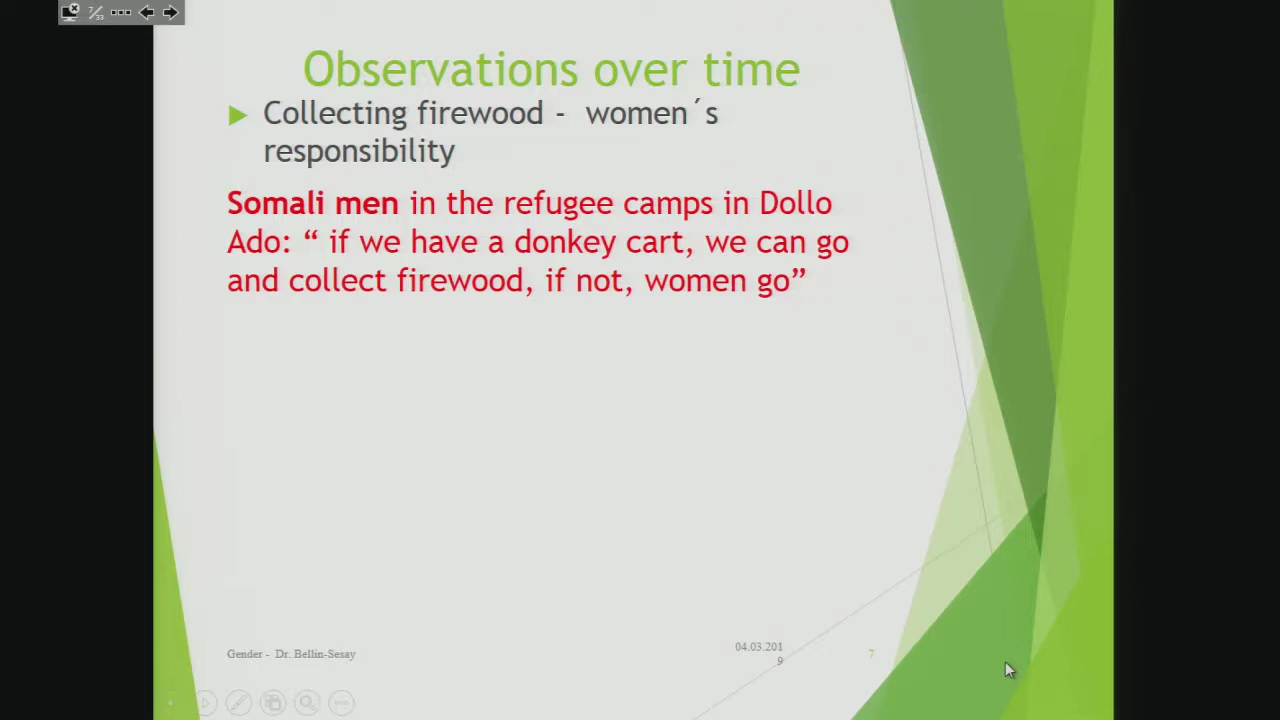 7/33
Observations over time
Collecting firewood - women´s
responsibility
Somali men in the refugee camps in Dollo
Ado: “ if we have a donkey cart, we can go
and collect firewood, if not, women go”
Gender - Dr. Bellin-Sesay
04.03.201
9
7